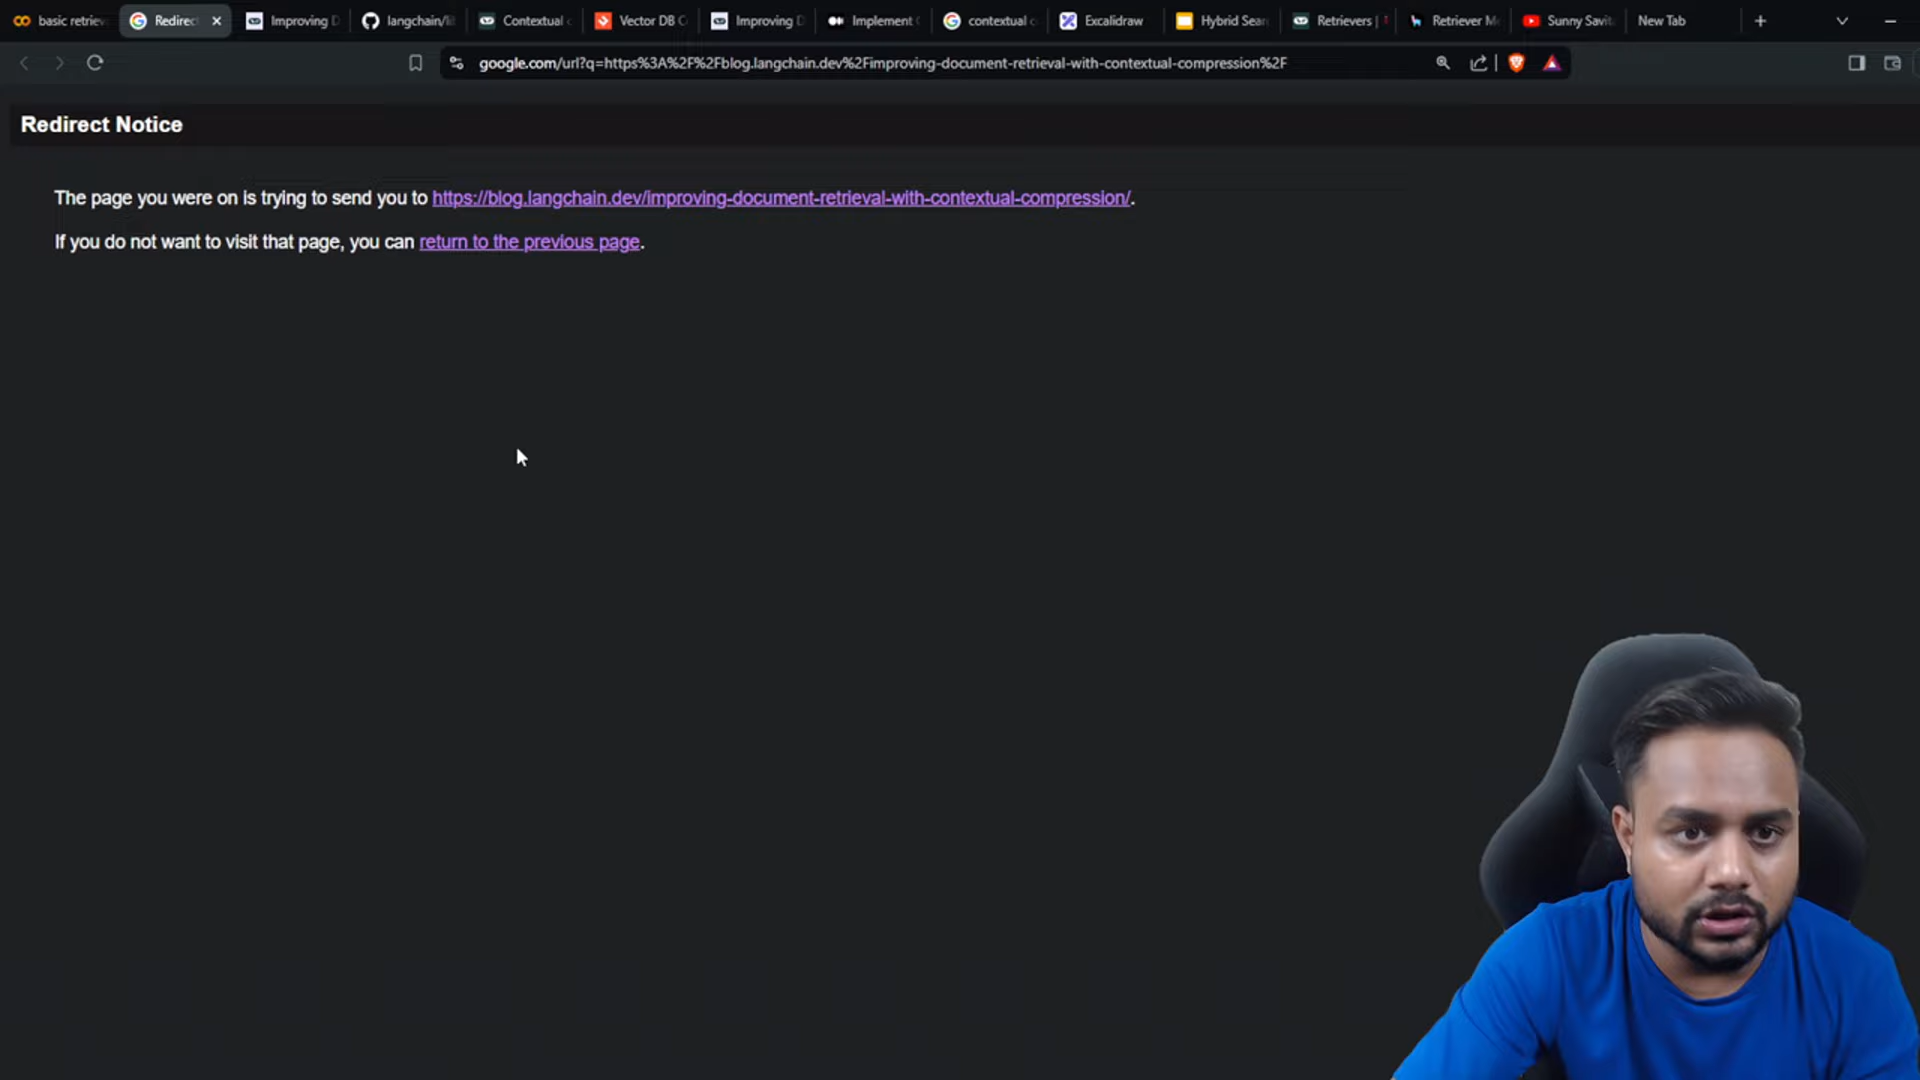 basic retriev
Redirec
Improving D
langchain/li
Contextual
Vector DB C
Improving D
Implement
contextual
Excalidraw
Hybrid Sear
Retrievers |
Retriever M
Sunny Savit
New Tab
google.com/url?q=https%3A%2F%2Fblog.langchain.dev%2Fimproving-document-retrieval-with-contextual-compression%2F
Redirect Notice
The page you were on is trying to send you to https://blog.langchain.dev/improving-document-retrieval-with-contextual-compression/.
If you do not want to visit that page, you can return to the previous page.